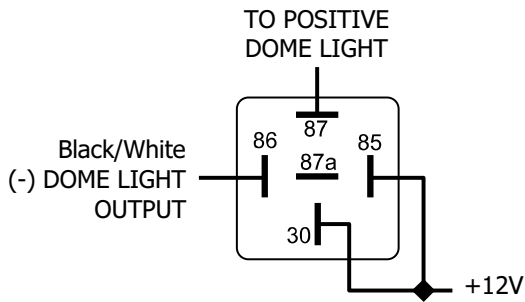 TO POSITIVE
DOME LIGHT
87
86
85
87a
Black/White
(-) DOME LIGHT
OUTPUT
30
+12V